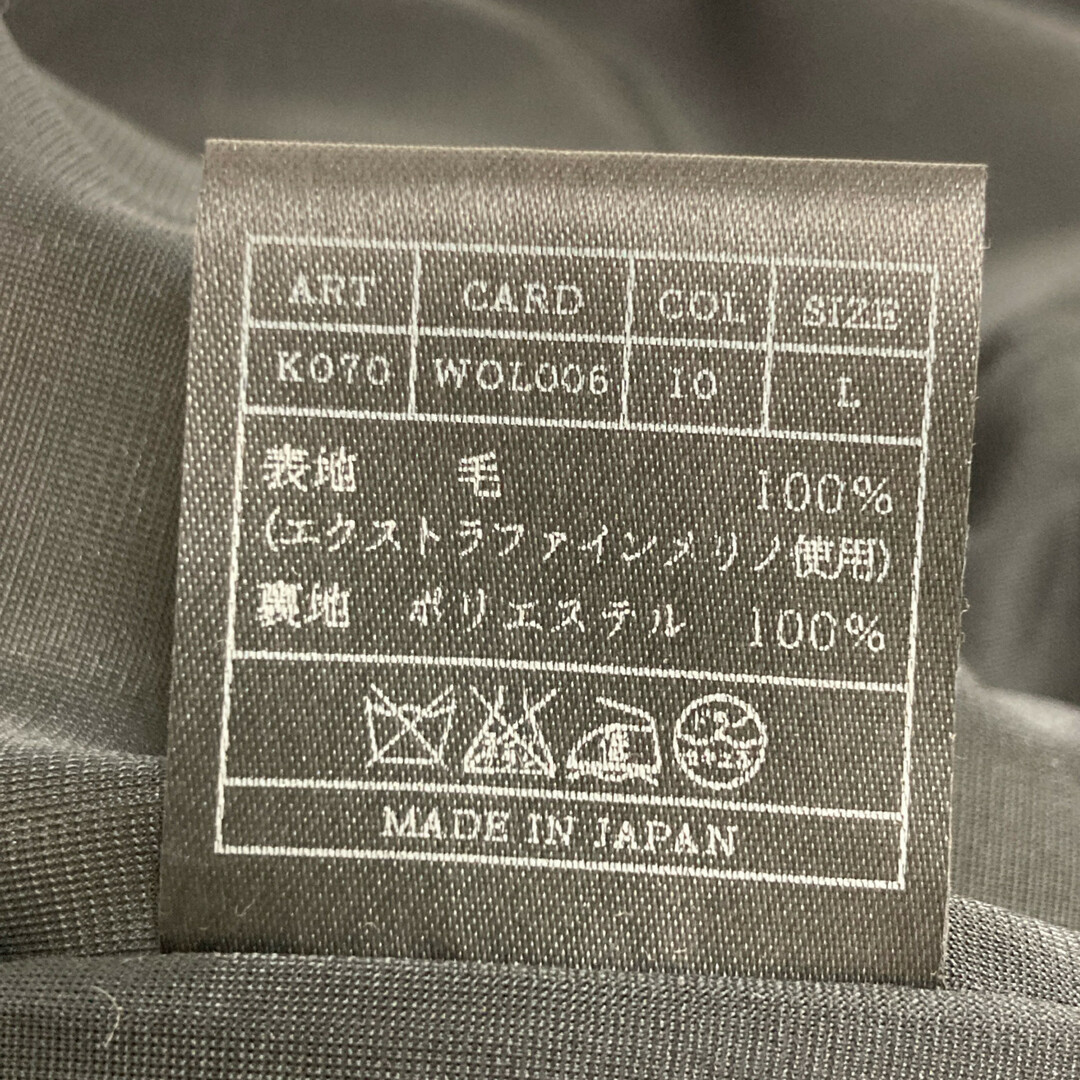 ART CARD COL SIZE
K070 WOL006 10 L
表地 毛 100%
(エクストラファインメリノ使用)
裏地 ポリエステル 100%
MADE IN JAPAN